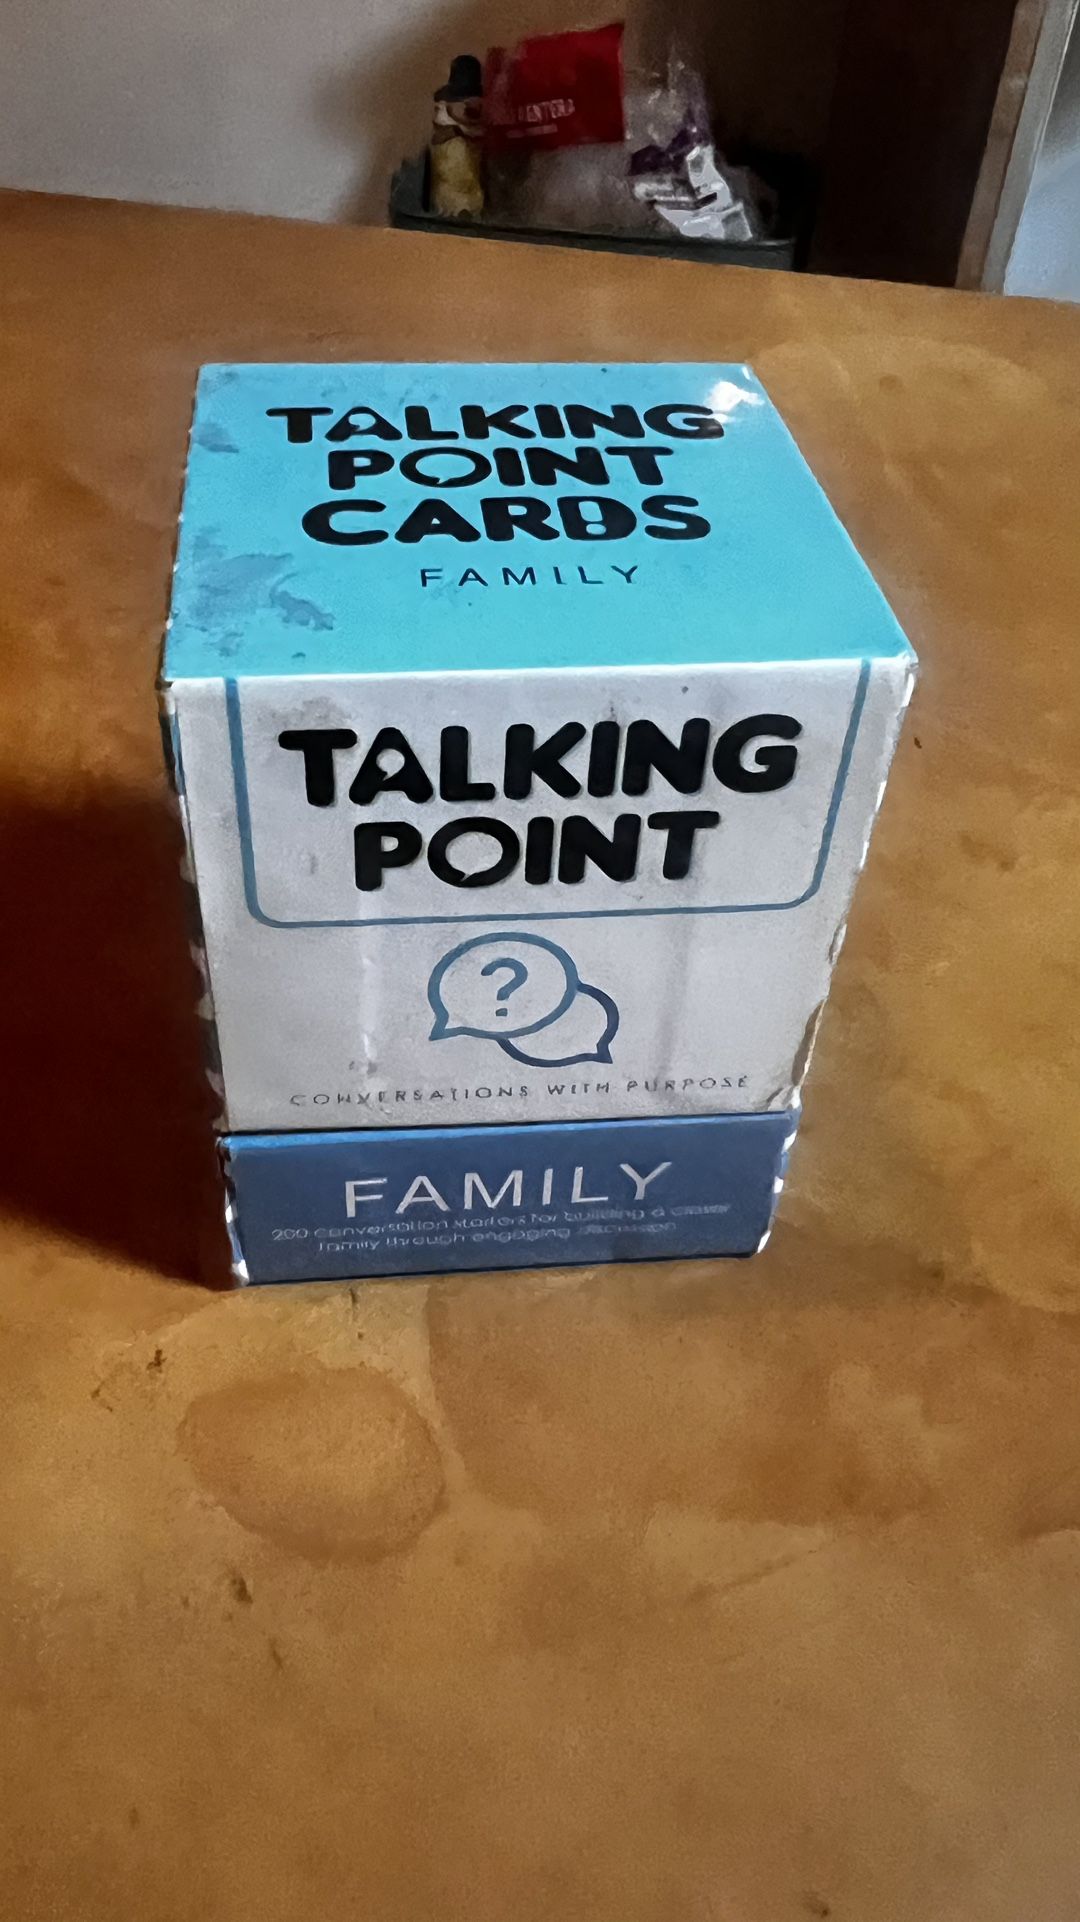 TALKING
POINT
CARDS
FAMILY
TALKING
POINT
?
CONVERSATIONS WITH PURPOSE
FAMILY
200 conversation starters for building a closer
family through engaging discussion